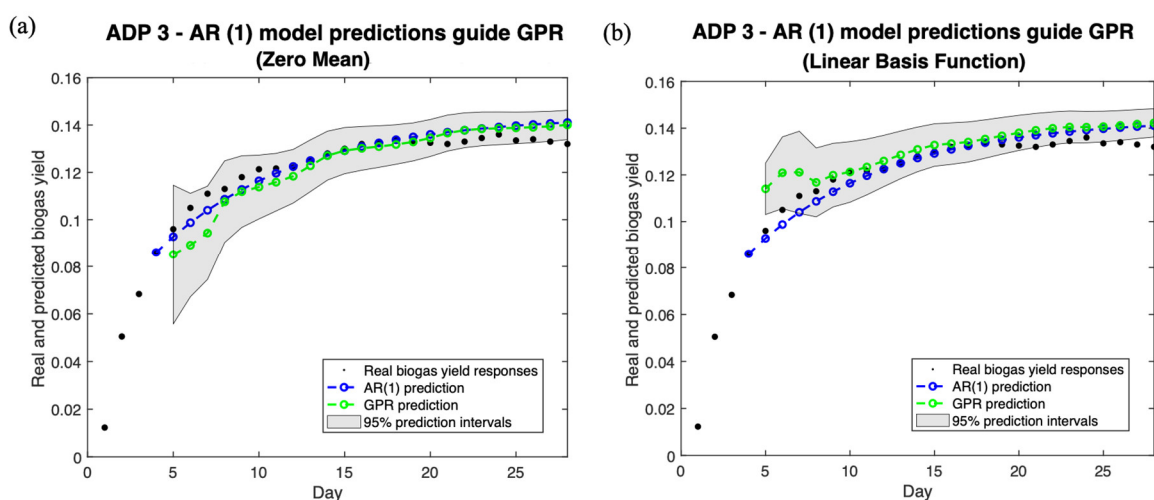 (a)
ADP 3 - AR (1) model predictions guide GPR
(Zero Mean)
Real and predicted biogas yield
0.16
0.14
0.12
0.1
0.08
0.06
0.04
0.02
0
0 5 10 15 20 25
Day
Real biogas yield responses
AR(1) prediction
GPR prediction
95% prediction intervals
(b)
ADP 3 - AR (1) model predictions guide GPR
(Linear Basis Function)
Real and predicted biogas yield
0.16
0.14
0.12
0.1
0.08
0.06
0.04
0.02
0
0 5 10 15 20 25
Day
Real biogas yield responses
AR(1) prediction
GPR prediction
95% prediction intervals